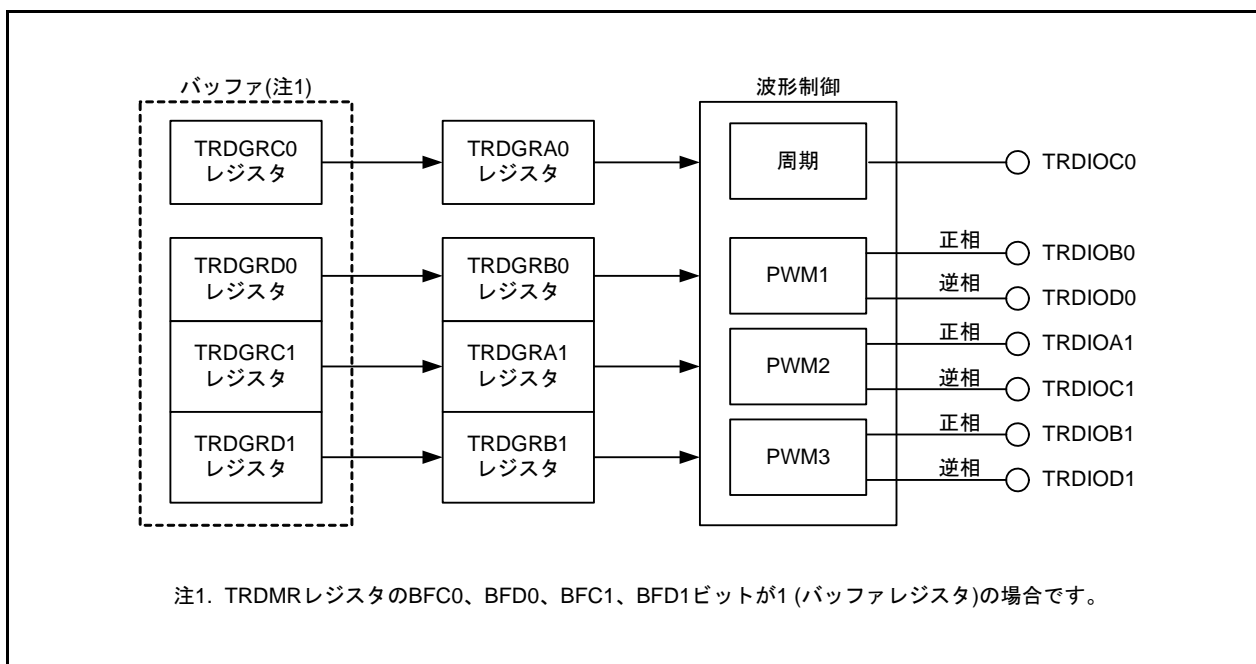 バッファ(注1)
波形制御
TRDGRC0
レジスタ
TRDGRA0
レジスタ
周期
TRDIOC0
TRDGRD0
レジスタ
TRDGRB0
レジスタ
PWM1
正相
TRDIOB0
逆相
TRDIOD0
TRDGRC1
レジスタ
TRDGRA1
レジスタ
PWM2
正相
TRDIOA1
逆相
TRDIOC1
TRDGRD1
レジスタ
TRDGRB1
レジスタ
PWM3
正相
TRDIOB1
逆相
TRDIOD1
注1. TRDMRレジスタのBFC0、BFD0、BFC1、BFD1ビットが1 (バッファレジスタ)の場合です。